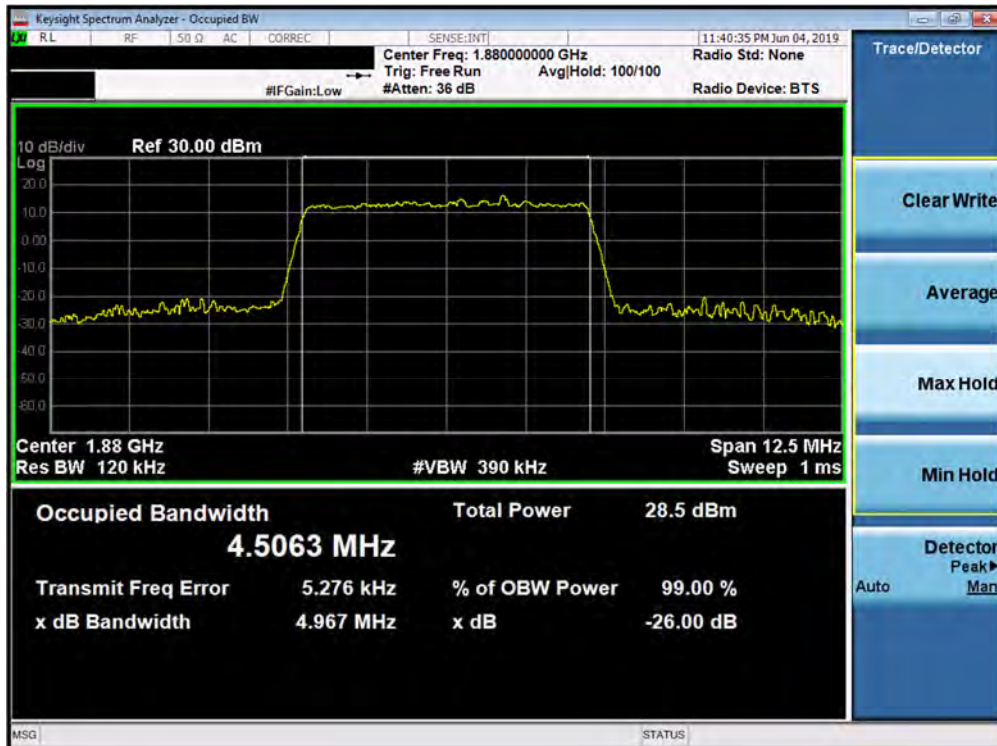 Keysight Spectrum Analyzer - Occupied BW
LXI RL RF 50 Ω AC CORREC SENSE:INT 11:40:35 PM Jun 04, 2019
Center Freq: 1.880000000 GHz Radio Std: None
Trig: Free Run Avg|Hold: 100/100
#IFGain:Low #Atten: 36 dB Radio Device: BTS
10 dB/div Ref 30.00 dBm
Log
20.0
10.0
0.00
-10.0
-20.0
-30.0
-40.0
-50.0
-60.0
Center 1.88 GHz Span 12.5 MHz
Res BW 120 kHz #VBW 390 kHz Sweep 1 ms
Occupied Bandwidth Total Power 28.5 dBm
4.5063 MHz
Transmit Freq Error 5.276 kHz % of OBW Power 99.00 %
x dB Bandwidth 4.967 MHz x dB -26.00 dB
MSG STATUS
Trace/Detector
Clear Write
Average
Max Hold
Min Hold
Detector
Peak▶
Auto Man